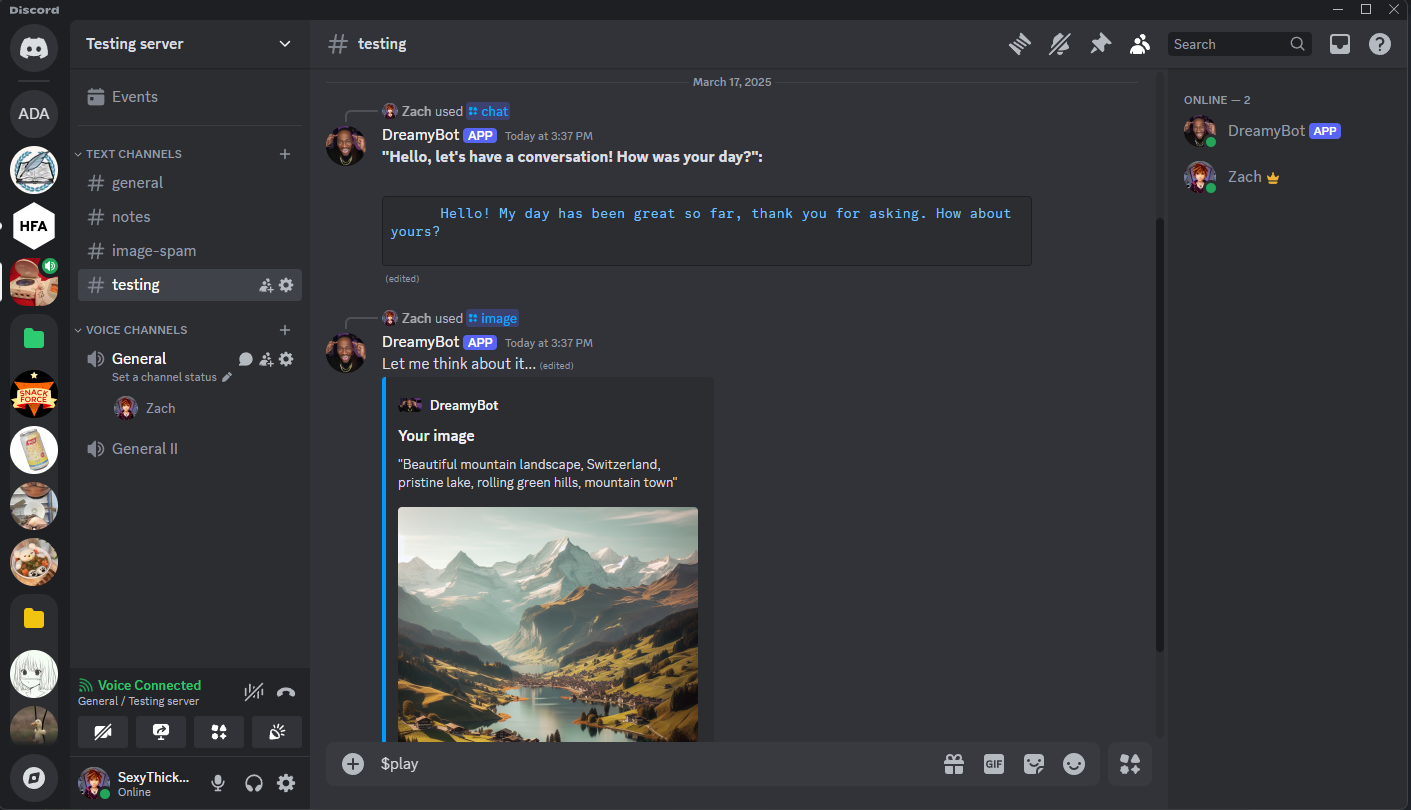 Discord
Testing server
testing
Search
March 17, 2025
ONLINE — 2
Events
ADA
Zach used chat
DreamyBot APP Today at 3:37 PM
"Hello, let's have a conversation! How was your day?":
DreamyBot APP
TEXT CHANNELS
general
Zach
notes
Hello! My day has been great so far, thank you for asking. How about
yours?
HFA
image-spam
(edited)
testing
Zach used image
VOICE CHANNELS
DreamyBot APP Today at 3:37 PM
General
Let me think about it... (edited)
Set a channel status
SNACK
FORCE
Zach
DreamyBot
General II
Your image
"Beautiful mountain landscape, Switzerland,
pristine lake, rolling green hills, mountain town"
Voice Connected
General / Testing server
SexyThick...
Online
$play
GIF